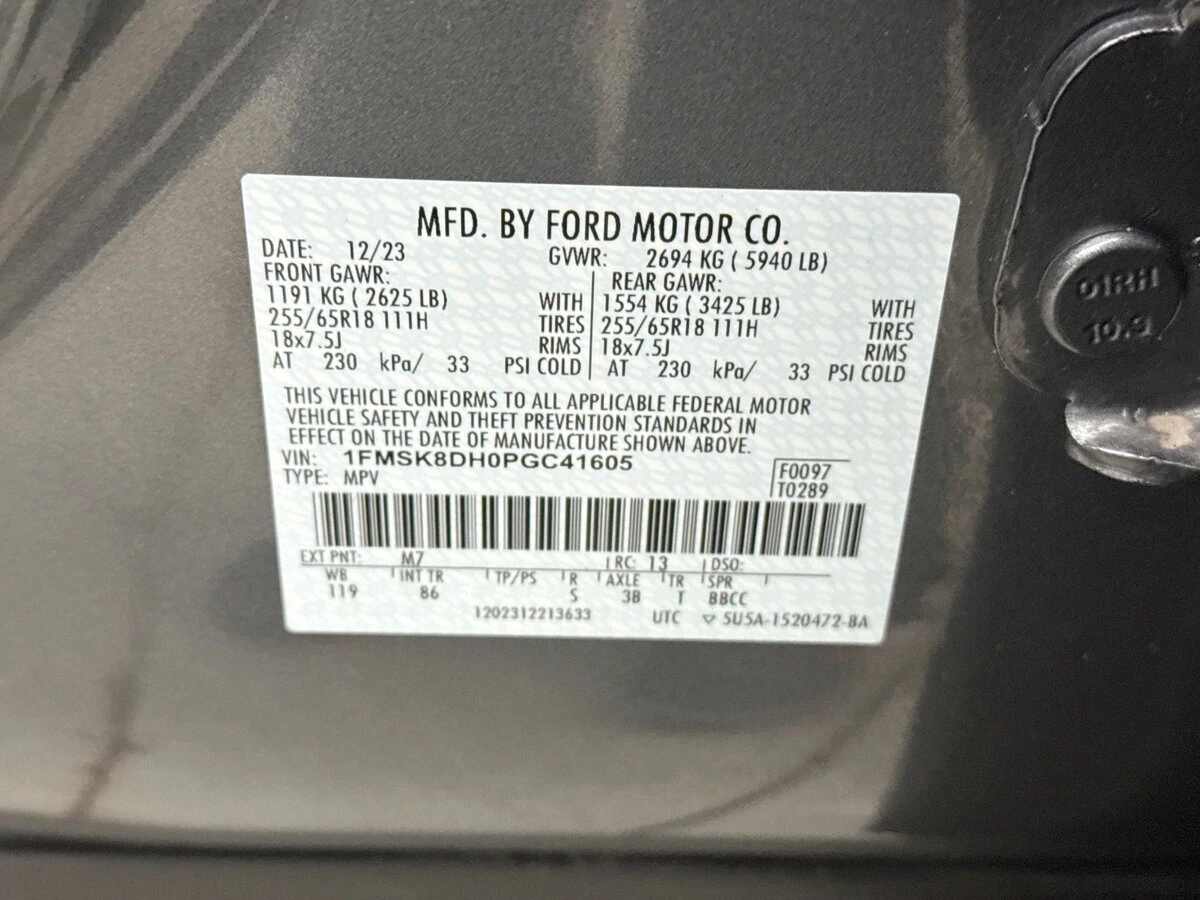 MFD. BY FORD MOTOR CO.
DATE: 12/23 GVWR: 2694 KG ( 5940 LB)
FRONT GAWR: REAR GAWR:
1191 KG ( 2625 LB) WITH 1554 KG ( 3425 LB) WITH
255/65R18 111H TIRES 255/65R18 111H TIRES
18x7.5J RIMS 18x7.5J RIMS
AT 230 kPa/ 33 PSI COLD AT 230 kPa/ 33 PSI COLD
THIS VEHICLE CONFORMS TO ALL APPLICABLE FEDERAL MOTOR
VEHICLE SAFETY AND THEFT PREVENTION STANDARDS IN
EFFECT ON THE DATE OF MANUFACTURE SHOWN ABOVE.
VIN: 1FMSK8DH0PGC41605
TYPE: MPV
F0097
T0289
EXT PNT: M7 RC: 13 DSO:
WB INT TR TP/PS R AXLE TR SPR
119 86 S 3B T BBCC
1202312213633 UTC ▽ 5U5A-1520472-BA
01RH
10.9